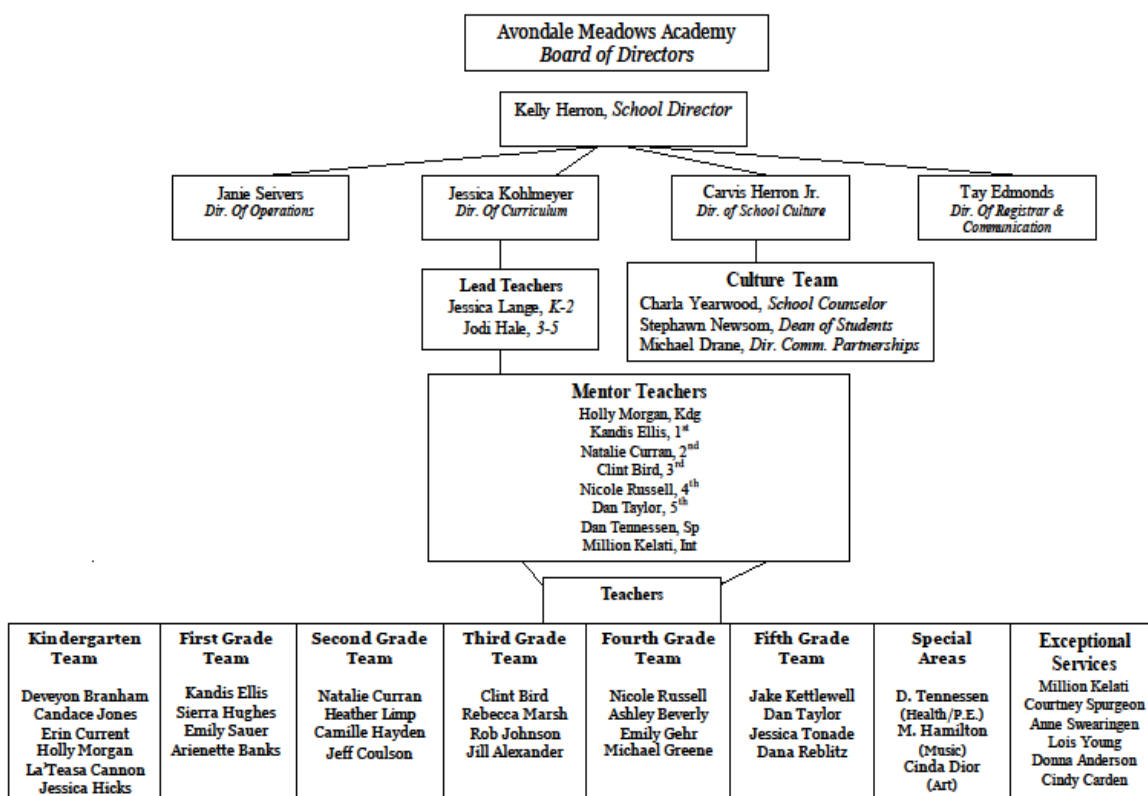 Avondale Meadows Academy
Board of Directors
Kelly Herron, School Director
Janie Seivers
Dir. Of Operations
Jessica Kohlmeyer
Dir. Of Curriculum
Carvis Herron Jr.
Dir. of School Culture
Tay Edmonds
Dir. Of Registrar &
Communication
Lead Teachers
Jessica Lange, K-2
Jodi Hale, 3-5
Culture Team
Charla Yearwood, School Counselor
Stephawn Newsom, Dean of Students
Michael Drane, Dir. Comm. Partnerships
Mentor Teachers
Holly Morgan, Kdg
Kandis Ellis, 1st
Natalie Curran, 2nd
Clint Bird, 3rd
Nicole Russell, 4th
Dan Taylor, 5th
Dan Tennessen, Sp
Million Kelati, Int
Teachers
Kindergarten
Team
Deveyon Branham
Candace Jones
Erin Current
Holly Morgan
La'Teasa Cannon
Jessica Hicks
First Grade
Team
Kandis Ellis
Sierra Hughes
Emily Sauer
Arienette Banks
Second Grade
Team
Natalie Curran
Heather Limp
Camille Hayden
Jeff Coulson
Third Grade
Team
Clint Bird
Rebecca Marsh
Rob Johnson
Jill Alexander
Fourth Grade
Team
Nicole Russell
Ashley Beverly
Emily Gehr
Michael Greene
Fifth Grade
Team
Jake Kettlewell
Dan Taylor
Jessica Tonade
Dana Reblitz
Special
Areas
D. Tennessen
(Health/P.E.)
M. Hamilton
(Music)
Cinda Dior
(Art)
Exceptional
Services
Million Kelati
Courtney Spurgeon
Anne Swearingen
Lois Young
Donna Anderson
Cindy Carden